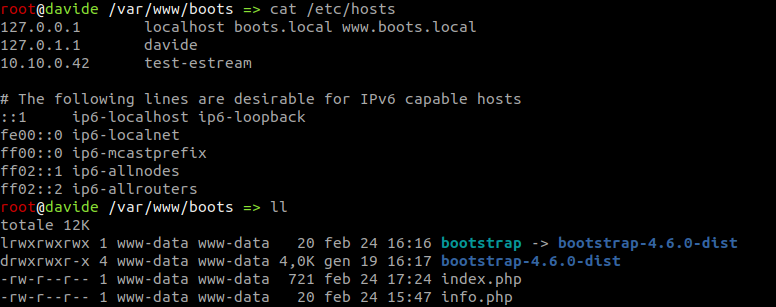 root@davide /var/www/boots => cat /etc/hosts
127.0.0.1       localhost boots.local www.boots.local
127.0.1.1       davide
10.10.0.42      test-estream
# The following lines are desirable for IPv6 capable hosts
::1     ip6-localhost ip6-loopback
fe00::0 ip6-localnet
ff00::0 ip6-mcastprefix
ff02::1 ip6-allnodes
ff02::2 ip6-allrouters
root@davide /var/www/boots => ll
totale 12K
lrwxrwxrwx 1 www-data www-data   20 feb 24 16:16 bootstrap -> bootstrap-4.6.0-dist
drwxrwxr-x 4 www-data www-data 4,0K gen 19 16:17 bootstrap-4.6.0-dist
-rw-r--r-- 1 www-data www-data  721 feb 24 17:24 index.php
-rw-r--r-- 1 www-data www-data   20 feb 24 15:47 info.php